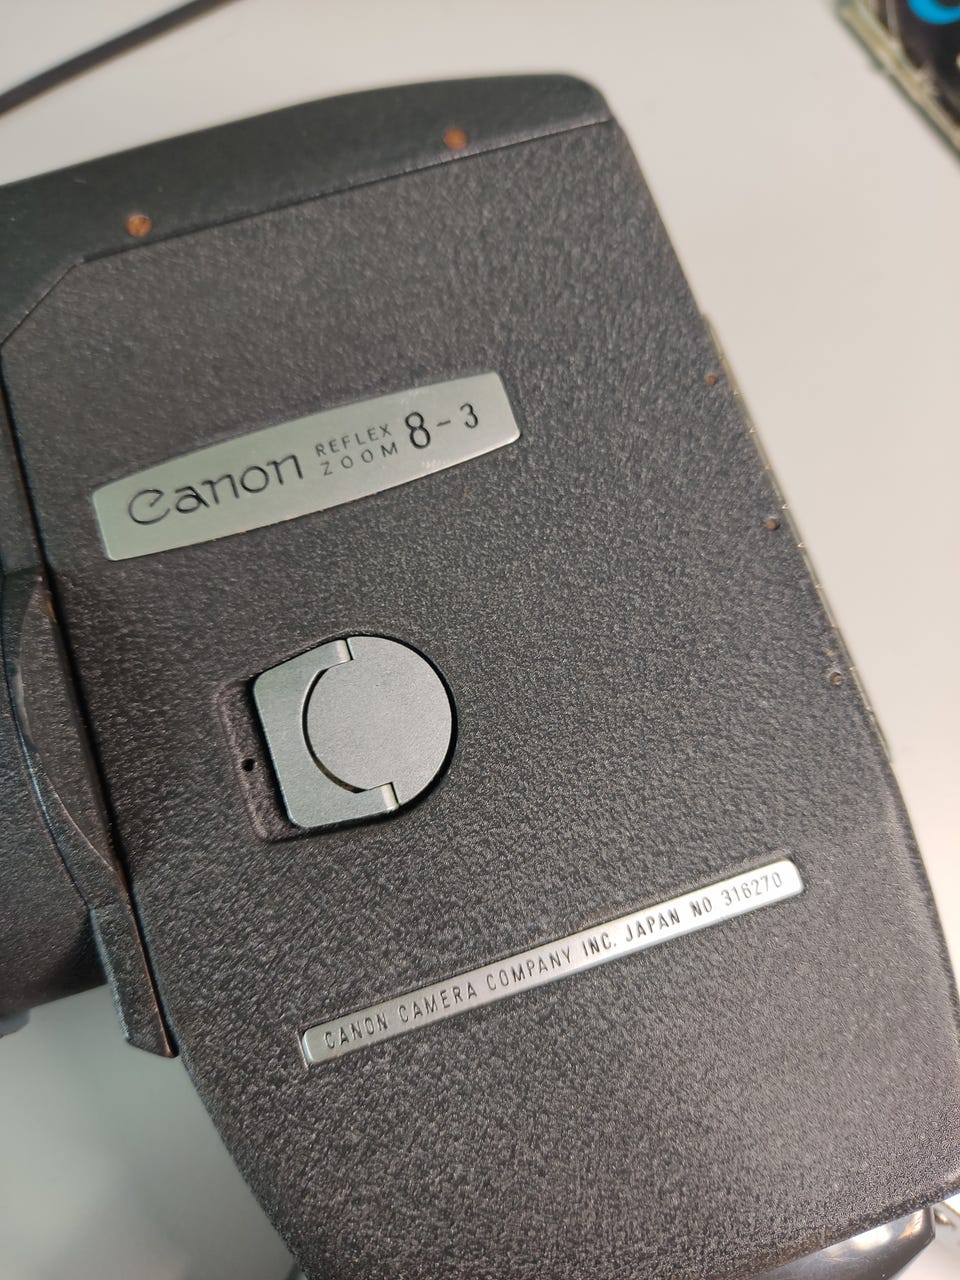 Canon REFLEX ZOOM 8-3
CANON CAMERA COMPANY INC. JAPAN NO 316270